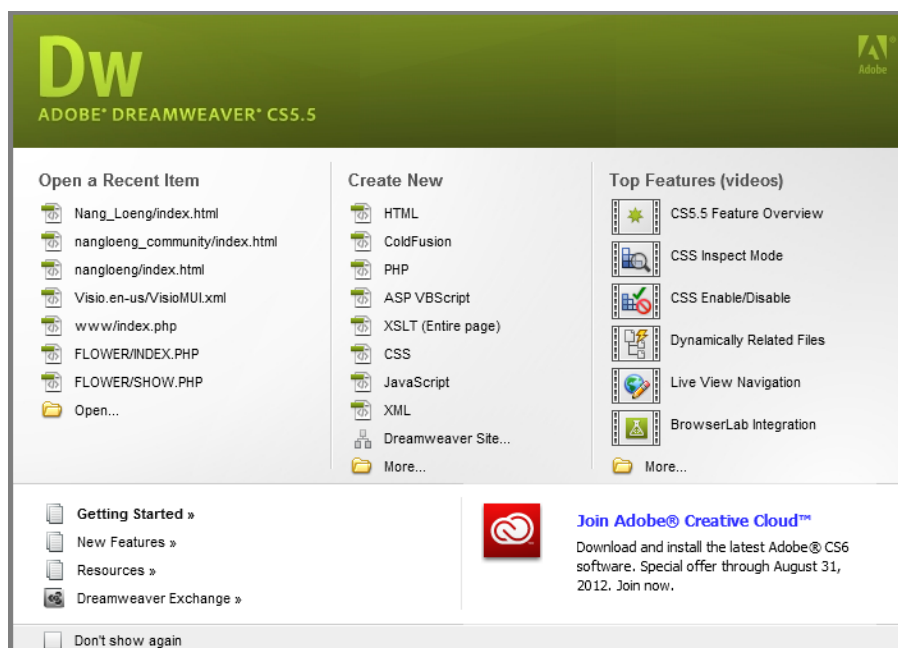 Dw
ADOBE® DREAMWEAVER® CS5.5
Adobe®
Open a Recent Item
Nang_Loeng/index.html
nangloeng_community/index.html
nangloeng/index.html
Visio.en-us/VisioMUI.xml
www/index.php
FLOWER/INDEX.PHP
FLOWER/SHOW.PHP
Open...
Create New
HTML
ColdFusion
PHP
ASP VBScript
XSLT (Entire page)
CSS
JavaScript
XML
Dreamweaver Site...
More...
Top Features (videos)
CS5.5 Feature Overview
CSS Inspect Mode
CSS Enable/Disable
Dynamically Related Files
Live View Navigation
BrowserLab Integration
More...
Getting Started »
New Features »
Resources »
Dreamweaver Exchange »
Join Adobe® Creative Cloud™
Download and install the latest Adobe® CS6
software. Special offer through August 31,
2012. Join now.
Don't show again